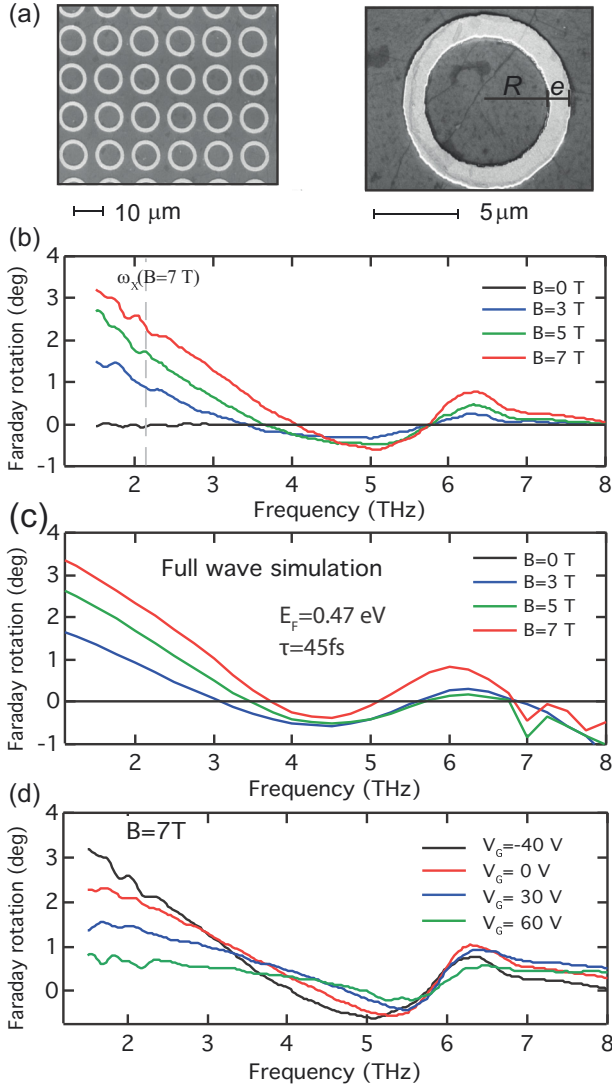 (a)
R
e
10 μm
5 μm
(b)
4
3
2
1
0
-1
Faraday rotation (deg)
ωX(B=7 T)
B=0 T
B=3 T
B=5 T
B=7 T
2
3
4
5
6
7
8
Frequency (THz)
(c)
4
3
2
1
0
-1
Faraday rotation (deg)
Full wave simulation
EF=0.47 eV
τ=45fs
B=0 T
B=3 T
B=5 T
B=7 T
2
3
4
5
6
7
8
Frequency (THz)
(d)
4
3
2
1
0
Faraday rotation (deg)
B=7T
VG=-40 V
VG= 0 V
VG= 30 V
VG= 60 V
2
3
4
5
6
7
8
Frequency (THz)